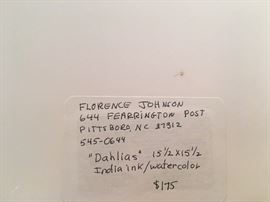 FLORENCE JOHNSON
644 FEARRINGTON POST
PITTSBORO, NC 27312
545-0644
"Dahlias" 15 1/2 x 15 1/2
India ink/watercolor
$175